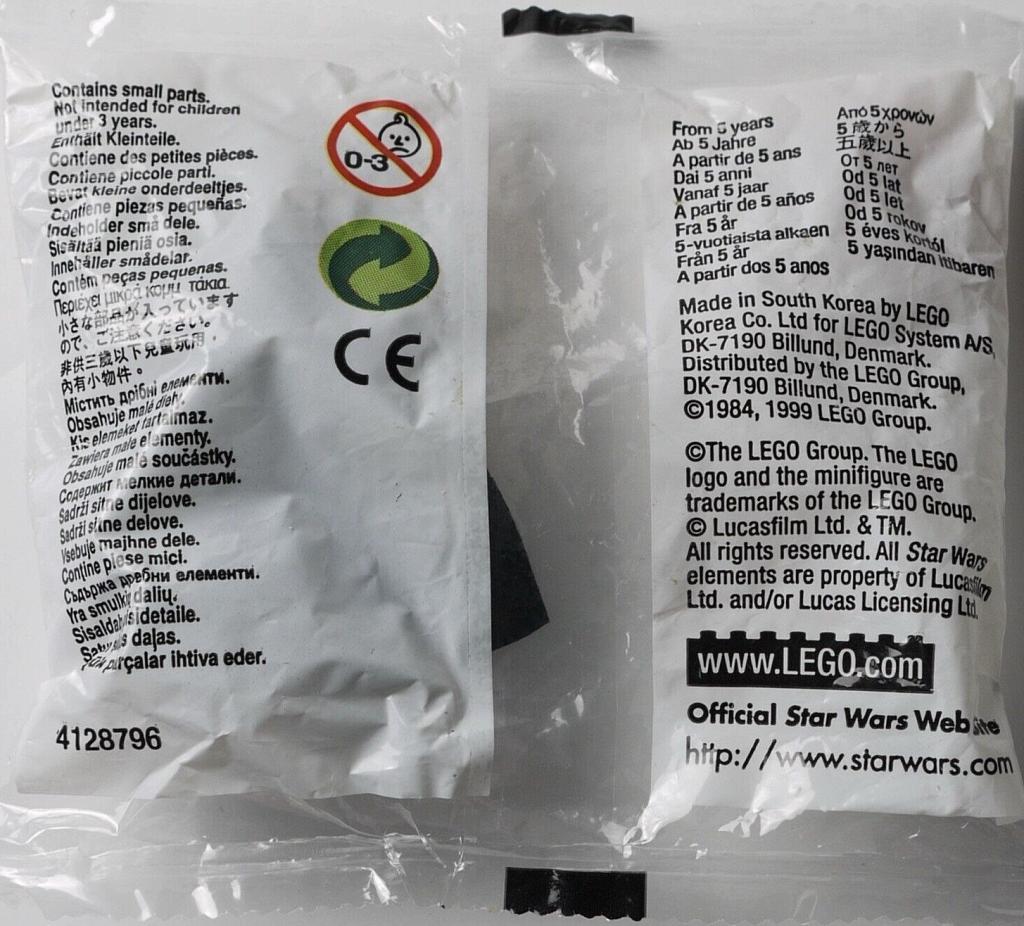 Contains small parts.
Not intended for children
under 3 years.
Enthält Kleinteile.
Contiene des petites pièces.
Contiene piccole parti.
Bevat kleine onderdeeltjes.
Contiene piezas pequeñas.
Indeholder små dele.
Sisältää pieniä osia.
Innehåller smådelar.
Contém peças pequenas.
Περιέχει μικρά κομμ τάκια.
小さな部品が入っています
ので、ご注意ください。
非供三歲以下兒童玩用，
內有小物件。
Містить дрібні елементи.
Obsahuje malé diely.
Kis elemeket tartalmaz.
Zawiera małe elementy.
Obsahuje malé součástky.
Содержит мелкие детали.
Sadrži sitne dijelove.
Sadrži sitne delove.
Vsebuje majhne dele.
Conţine piese mici.
Съдържа дребни елементи.
Yra smulkių dalių.
Sisaldab detaile.
daļas.
parçalar ihtiva eder.
0-3
CE
4128796
From 5 years
Ab 5 Jahre
A partir de 5 ans
Dai 5 anni
Vanaf 5 jaar
A partir de 5 años
Fra 5 år
5-vuotiaista alkaen
Från 5 år
A partir dos 5 anos
Από 5 χρονών
5 歳から
五歲以上
От 5 лет
Od 5 lat
Od 5 let
Od 5 rokov
5 éves kortól
5 yaşından itibaren
Made in South Korea by LEGO
Korea Co. Ltd for LEGO System A/S,
DK-7190 Billund, Denmark.
Distributed by the LEGO Group,
DK-7190 Billund, Denmark.
©1984, 1999 LEGO Group.
©The LEGO Group. The LEGO
logo and the minifigure are
trademarks of the LEGO Group.
© Lucasfilm Ltd. & TM.
All rights reserved. All Star Wars
elements are property of Lucasfilm
Ltd. and/or Lucas Licensing Ltd.
www.LEGO.com
Official Star Wars Web Site
http://www.starwars.com